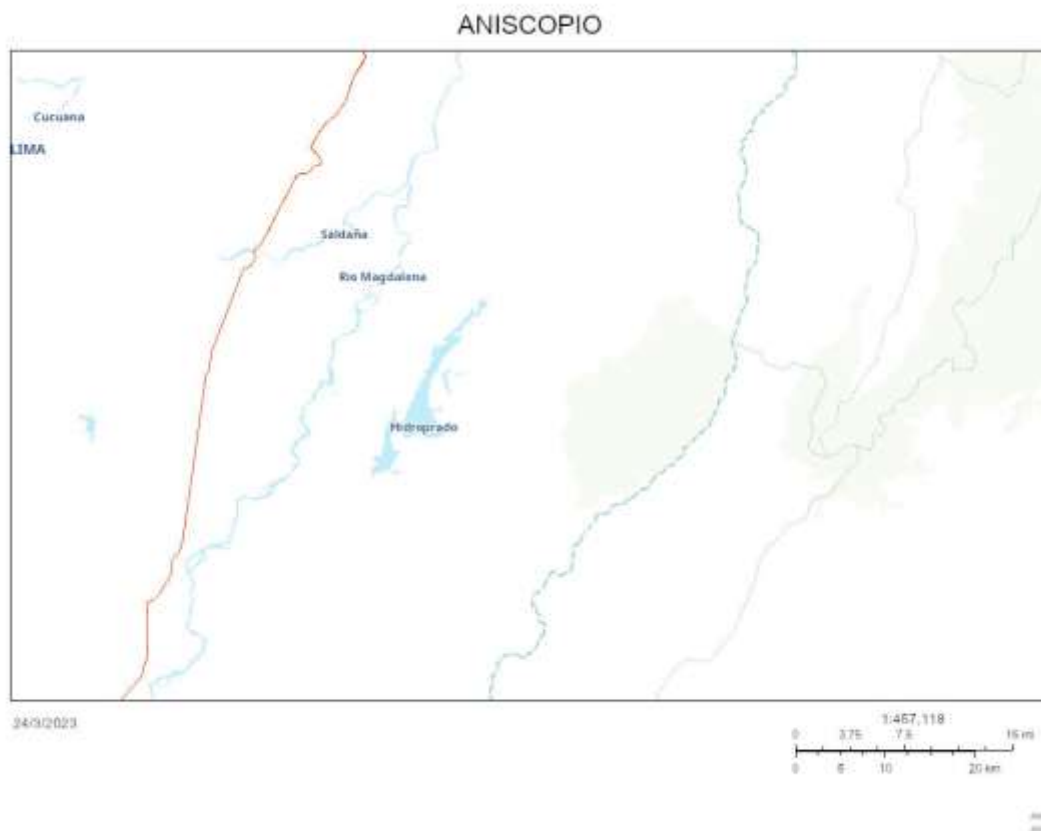 ANISCOPIO
Cucuana
LIMA
Saldaña
Rio Magdalena
Hidroprado
24/3/2023
1:457,118
0 3.75 7.5 15 mi
0 5 10 20 km